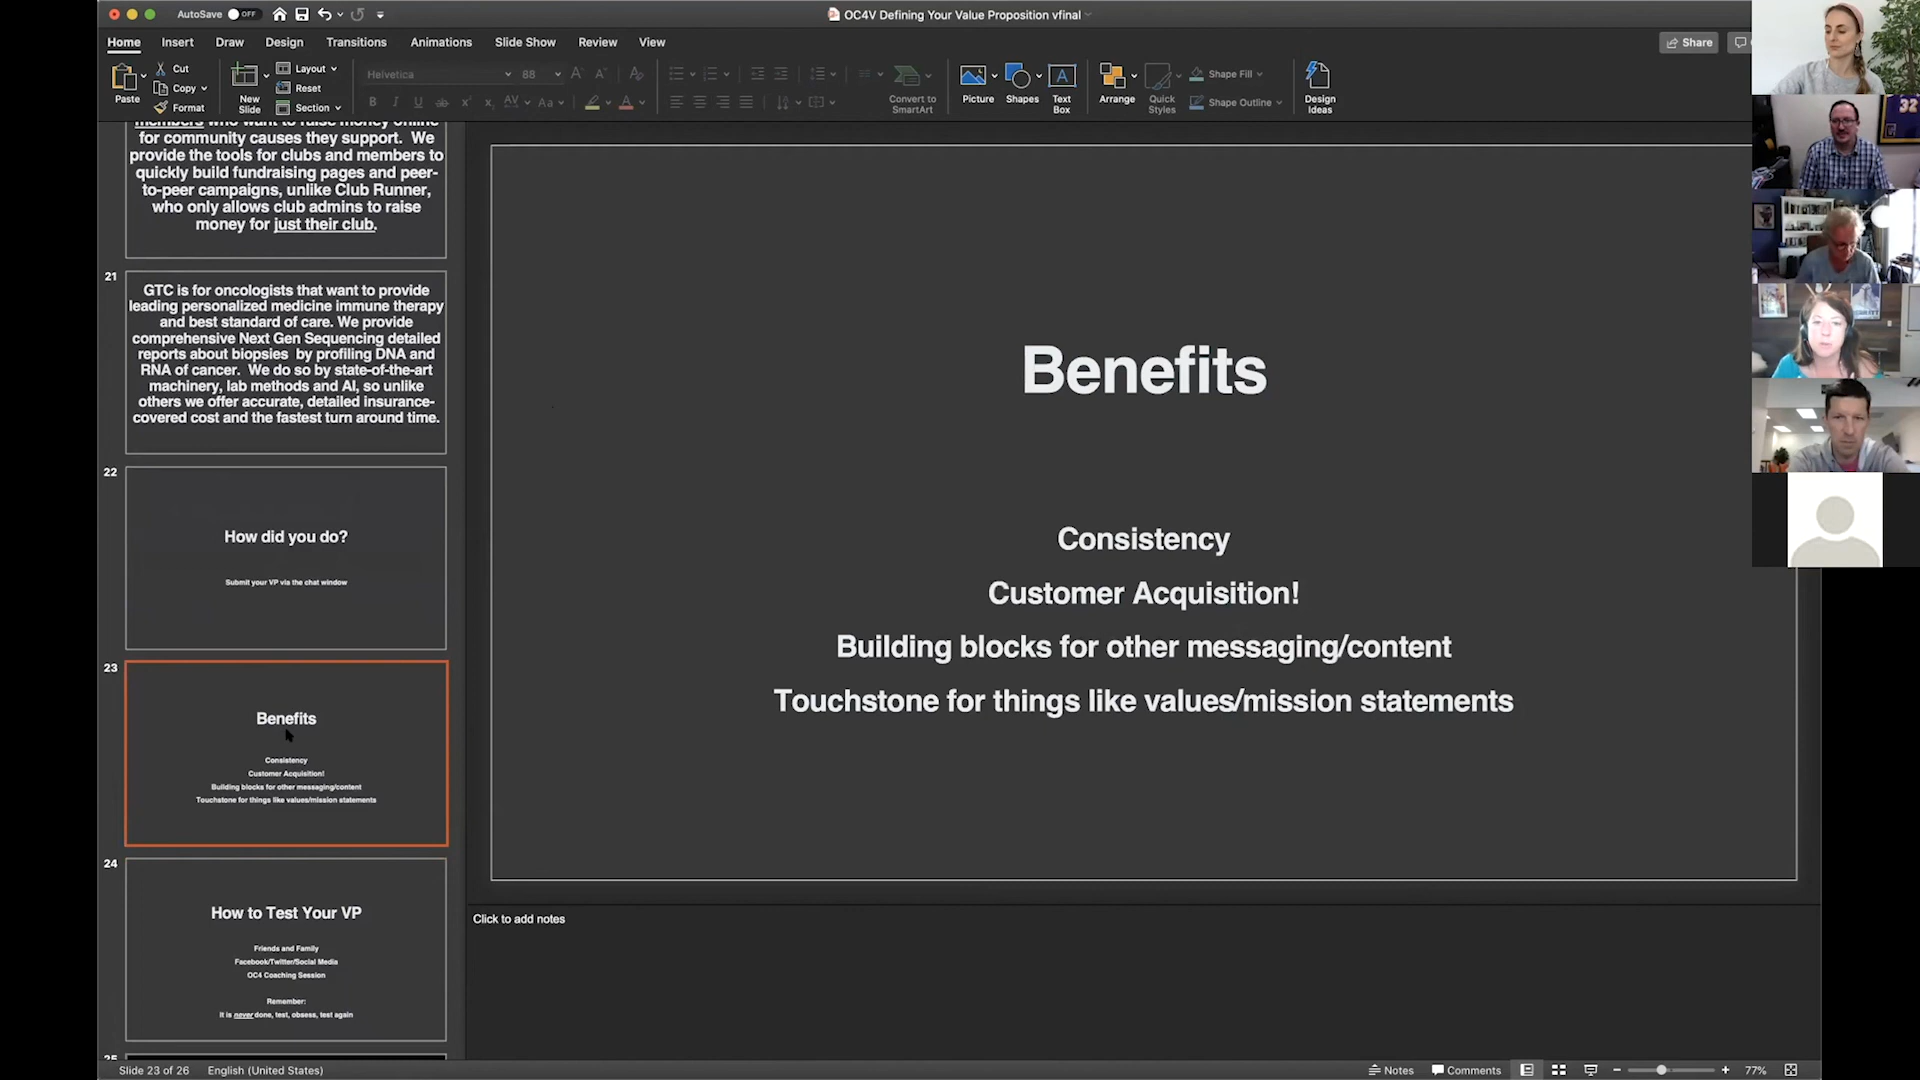 AutoSave OFF
OC4V Defining Your Value Proposition vfinal
Home Insert Draw Design Transitions Animations Slide Show Review View
Share
Paste
Cut
Copy
Format
New Slide
Layout
Reset
Section
Helvetica 88
B I U ab X² X₂ AV Aa A
Convert to SmartArt
Picture
Shapes
Text Box
Arrange
Quick Styles
Shape Fill
Shape Outline
Design Ideas
members who want to raise money online
for community causes they support. We
provide the tools for clubs and members to
quickly build fundraising pages and peer-
to-peer campaigns, unlike Club Runner,
who only allows club admins to raise
money for just their club.
21
GTC is for oncologists that want to provide
leading personalized medicine immune therapy
and best standard of care. We provide
comprehensive Next Gen Sequencing detailed
reports about biopsies by profiling DNA and
RNA of cancer. We do so by state-of-the-art
machinery, lab methods and AI, so unlike
others we offer accurate, detailed insurance-
covered cost and the fastest turn around time.
22
How did you do?
Submit your VP via the chat window
23
Benefits
Consistency
Customer Acquisition!
Building blocks for other messaging/content
Touchstone for things like values/mission statements
24
How to Test Your VP
Friends and Family
Facebook/Twitter/Social Media
OC4 Coaching Session
Remember:
it is never done, test, obsess, test again
25
Benefits
Consistency
Customer Acquisition!
Building blocks for other messaging/content
Touchstone for things like values/mission statements
Click to add notes
32
Slide 23 of 26 English (United States)
Notes Comments 77%